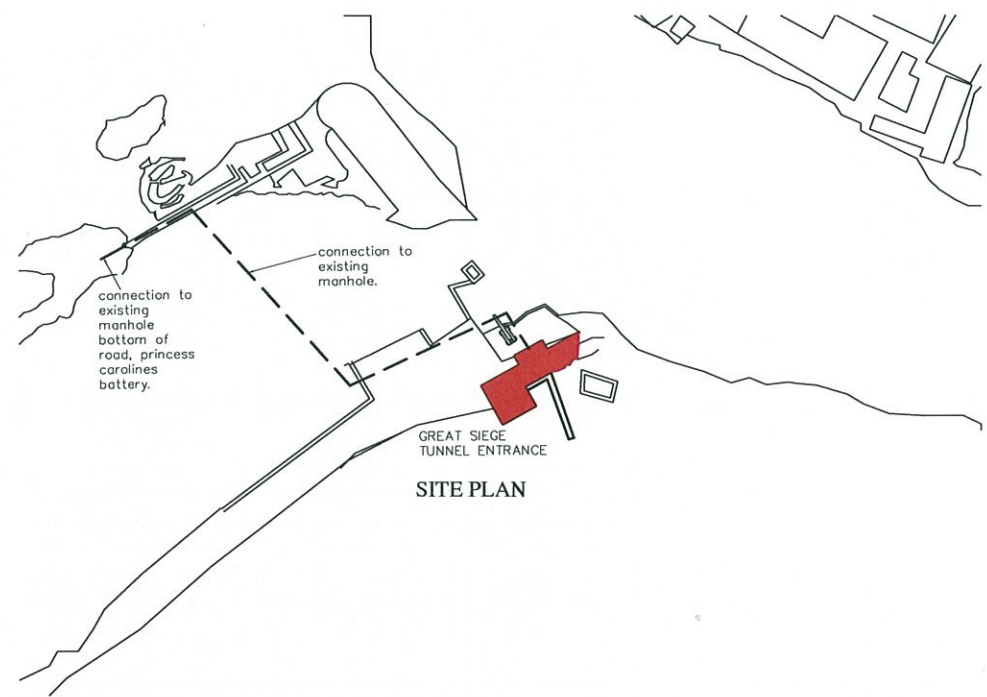 connection to
existing
manhole.
connection to
existing
manhole
bottom of
road, princess
carolines
battery.
GREAT SIEGE
TUNNEL ENTRANCE
SITE PLAN